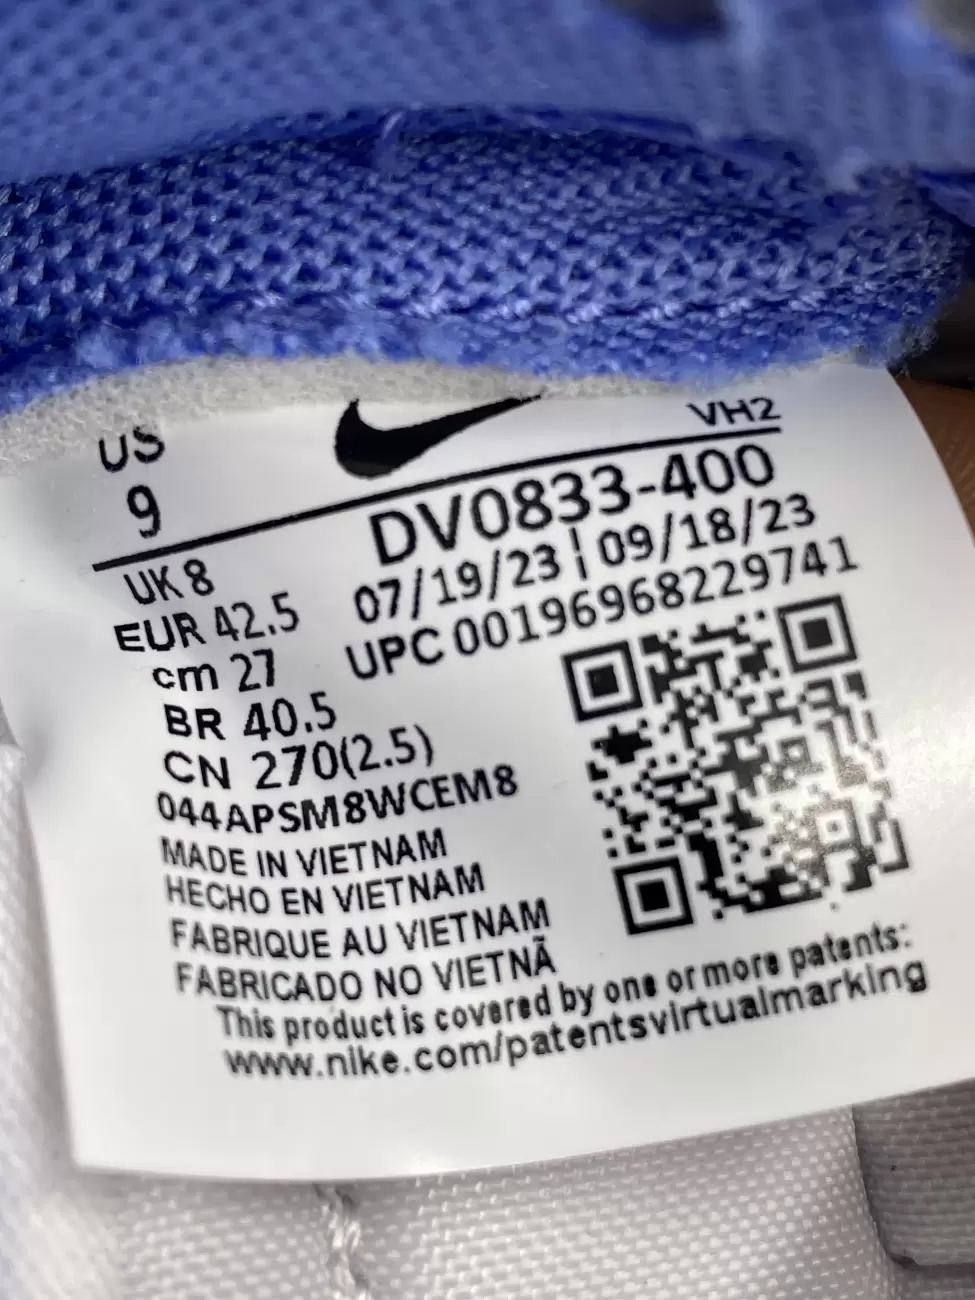 US
9
VH2
DV0833-400
07/19/23 | 09/18/23
UPC 00196968229741
UK 8
EUR 42.5
cm 27
BR 40.5
CN 270(2.5)
044APSM8WCEM8
MADE IN VIETNAM
HECHO EN VIETNAM
FABRIQUE AU VIETNAM
FABRICADO NO VIETNÃ
This product is covered by one or more patents:
www.nike.com/patentsvirtualmarking